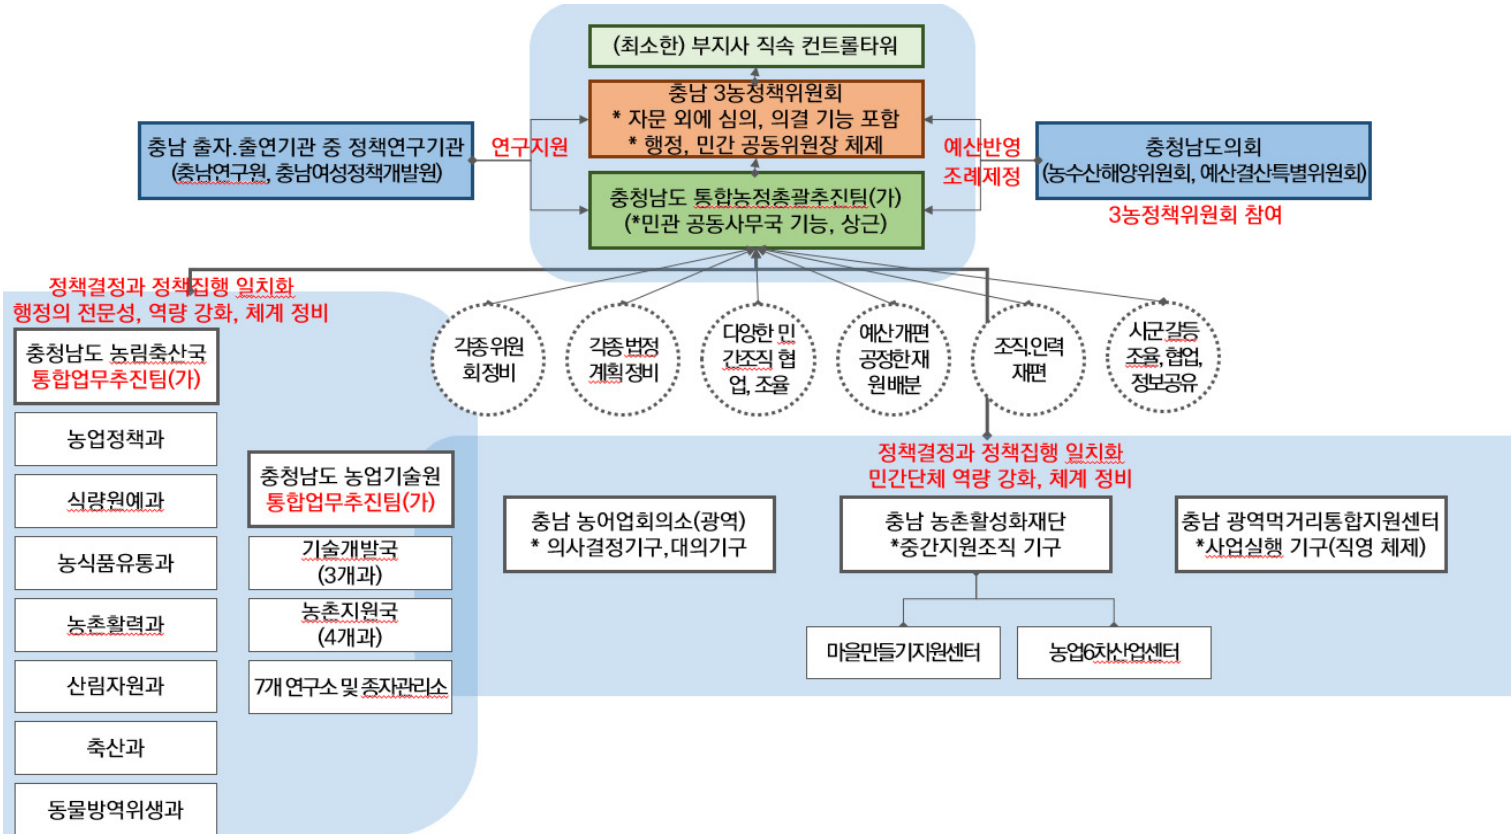 (최소한) 부지사 직속 컨트롤타워
충남 3농정책위원회
* 자문 외에 심의, 의결 기능 포함
* 행정, 민간 공동위원장 체제
충남 출자.출연기관 중 정책연구기관
(충남연구원, 충남여성정책개발원)
연구지원
예산반영
조례제정
충청남도의회
(농수산해양위원회, 예산결산특별위원회)
3농정책위원회 참여
충청남도 통합농정총괄추진팀(가)
(*민관 공동사무국 기능, 상근)
정책결정과 정책집행 일치화
행정의 전문성, 역량 강화, 체계 정비
각종 위원
회 정비
각종 법정
계획 정비
다양한 민
간조직 협
업, 조율
예산 개편
공정한 재
원 배분
조직.인력
재편
시군 갈등
조율, 협업,
정보공유
충청남도 농림축산국
통합업무추진팀(가)
농업정책과
식량원예과
농식품유통과
농촌활력과
산림자원과
축산과
동물방역위생과
충청남도 농업기술원
통합업무추진팀(가)
기술개발국
(3개과)
농촌지원국
(4개과)
7개 연구소 및 종자관리소
정책결정과 정책집행 일치화
민간단체 역량 강화, 체계 정비
충남 농어업회의소(광역)
* 의사결정기구,대의기구
충남 농촌활성화재단
*중간지원조직 기구
충남 광역먹거리통합지원센터
*사업실행 기구(직영 체제)
마을만들기지원센터
농업6차산업센터